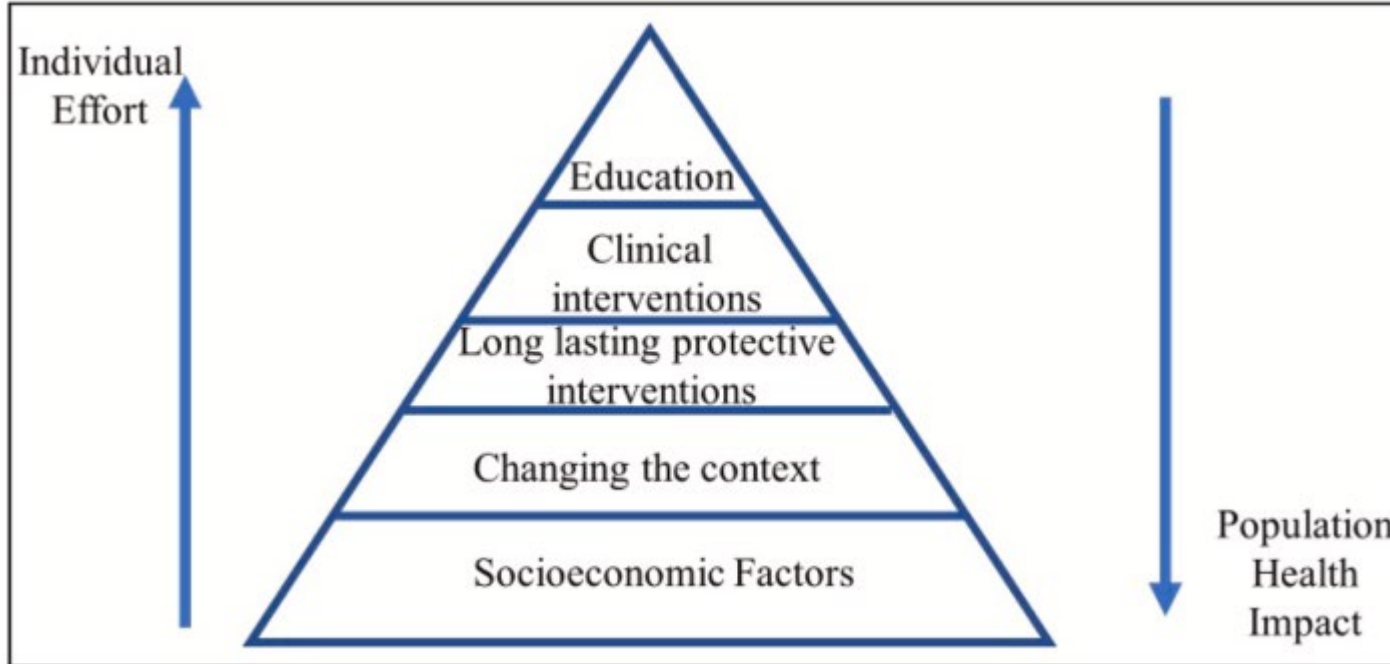 Individual
Effort
Education
Clinical
interventions
Long lasting protective
interventions
Changing the context
Socioeconomic Factors
Population
Health
Impact